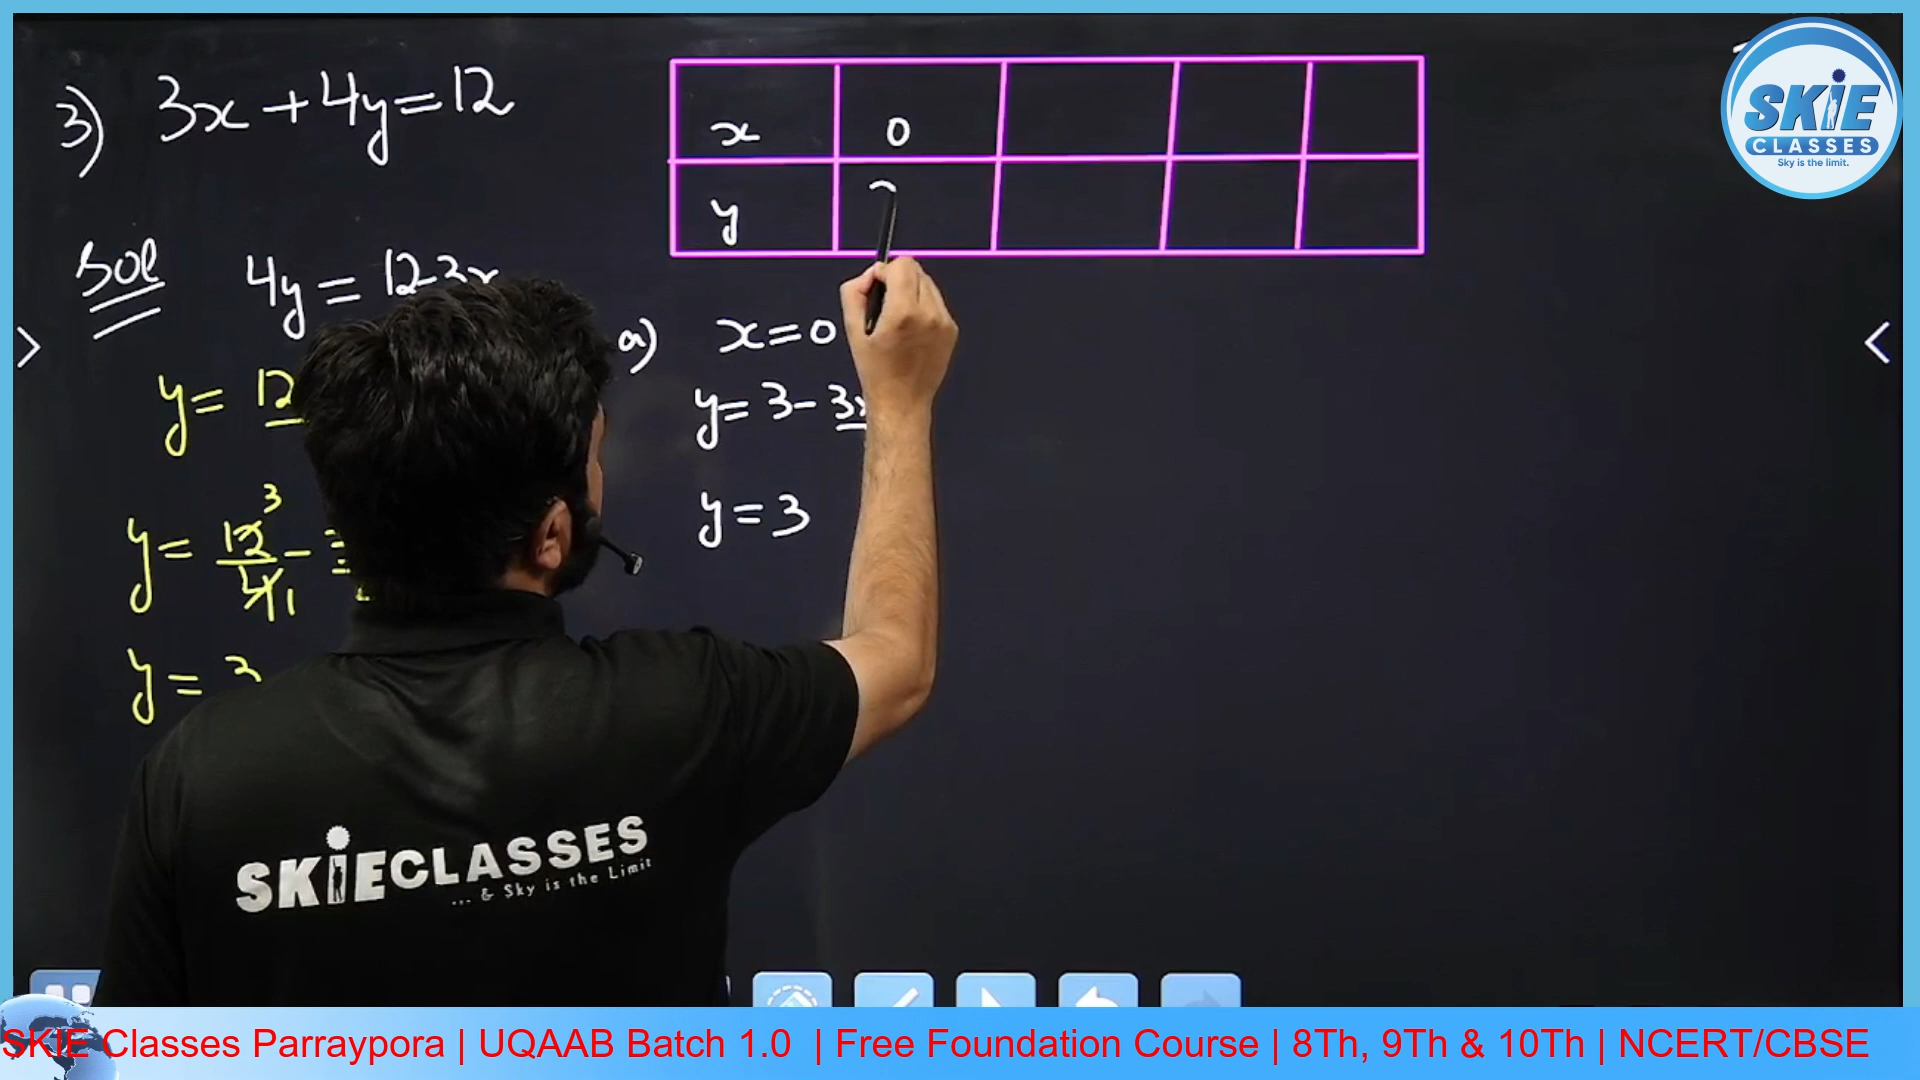 3) 3x + 4y = 12
x 0
y
SKIE
CLASSES
Sky is the limit.
Sol 4y = 12-3x
a) x = 0
y = 12
y = 3 - 3x
y = 3
3
y = 12 -
4 1
y = 3
SKIECLASSES
... & Sky is the Limit
SKIE Classes Parraypora | UQAAB Batch 1.0 | Free Foundation Course | 8Th, 9Th & 10Th | NCERT/CBSE